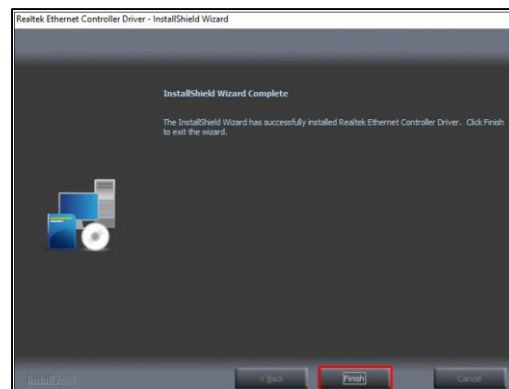 Realtek Ethernet Controller Driver - InstallShield Wizard
InstallShield Wizard Complete
The InstallShield Wizard has successfully installed Realtek Ethernet Controller Driver. Click Finish
to exit the wizard.
InstallShield
< Back
Finish
Cancel